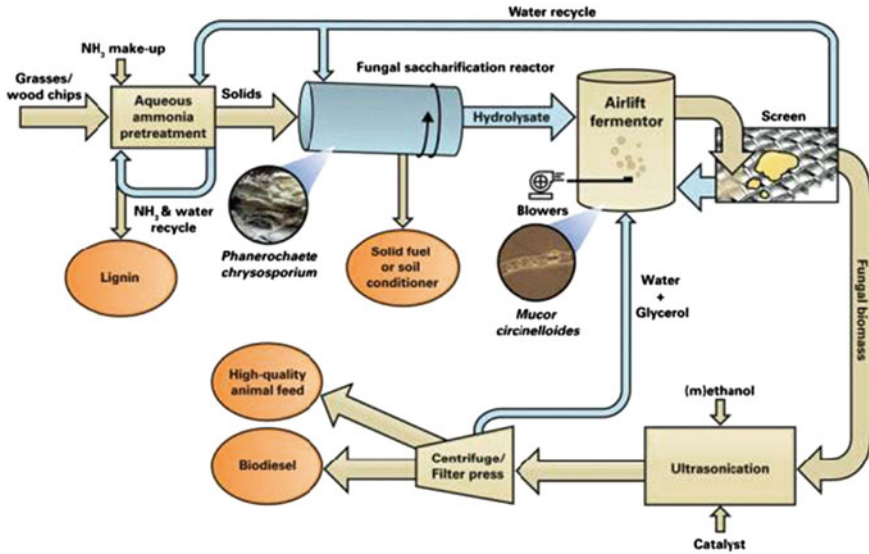 Water recycle
NH3 make-up
Grasses/
wood chips
Aqueous
ammonia
pretreatment
Solids
Fungal saccharification reactor
Hydrolysate
Airlift
fermentor
Screen
Blowers
NH3 & water
recycle
Phanerochaete
chrysosporium
Lignin
Solid fuel
or soil
conditioner
Mucor
circinelloides
Water
+
Glycerol
Fungal biomass
High-quality
animal feed
Biodiesel
Centrifuge/
Filter press
(m)ethanol
Ultrasonication
Catalyst